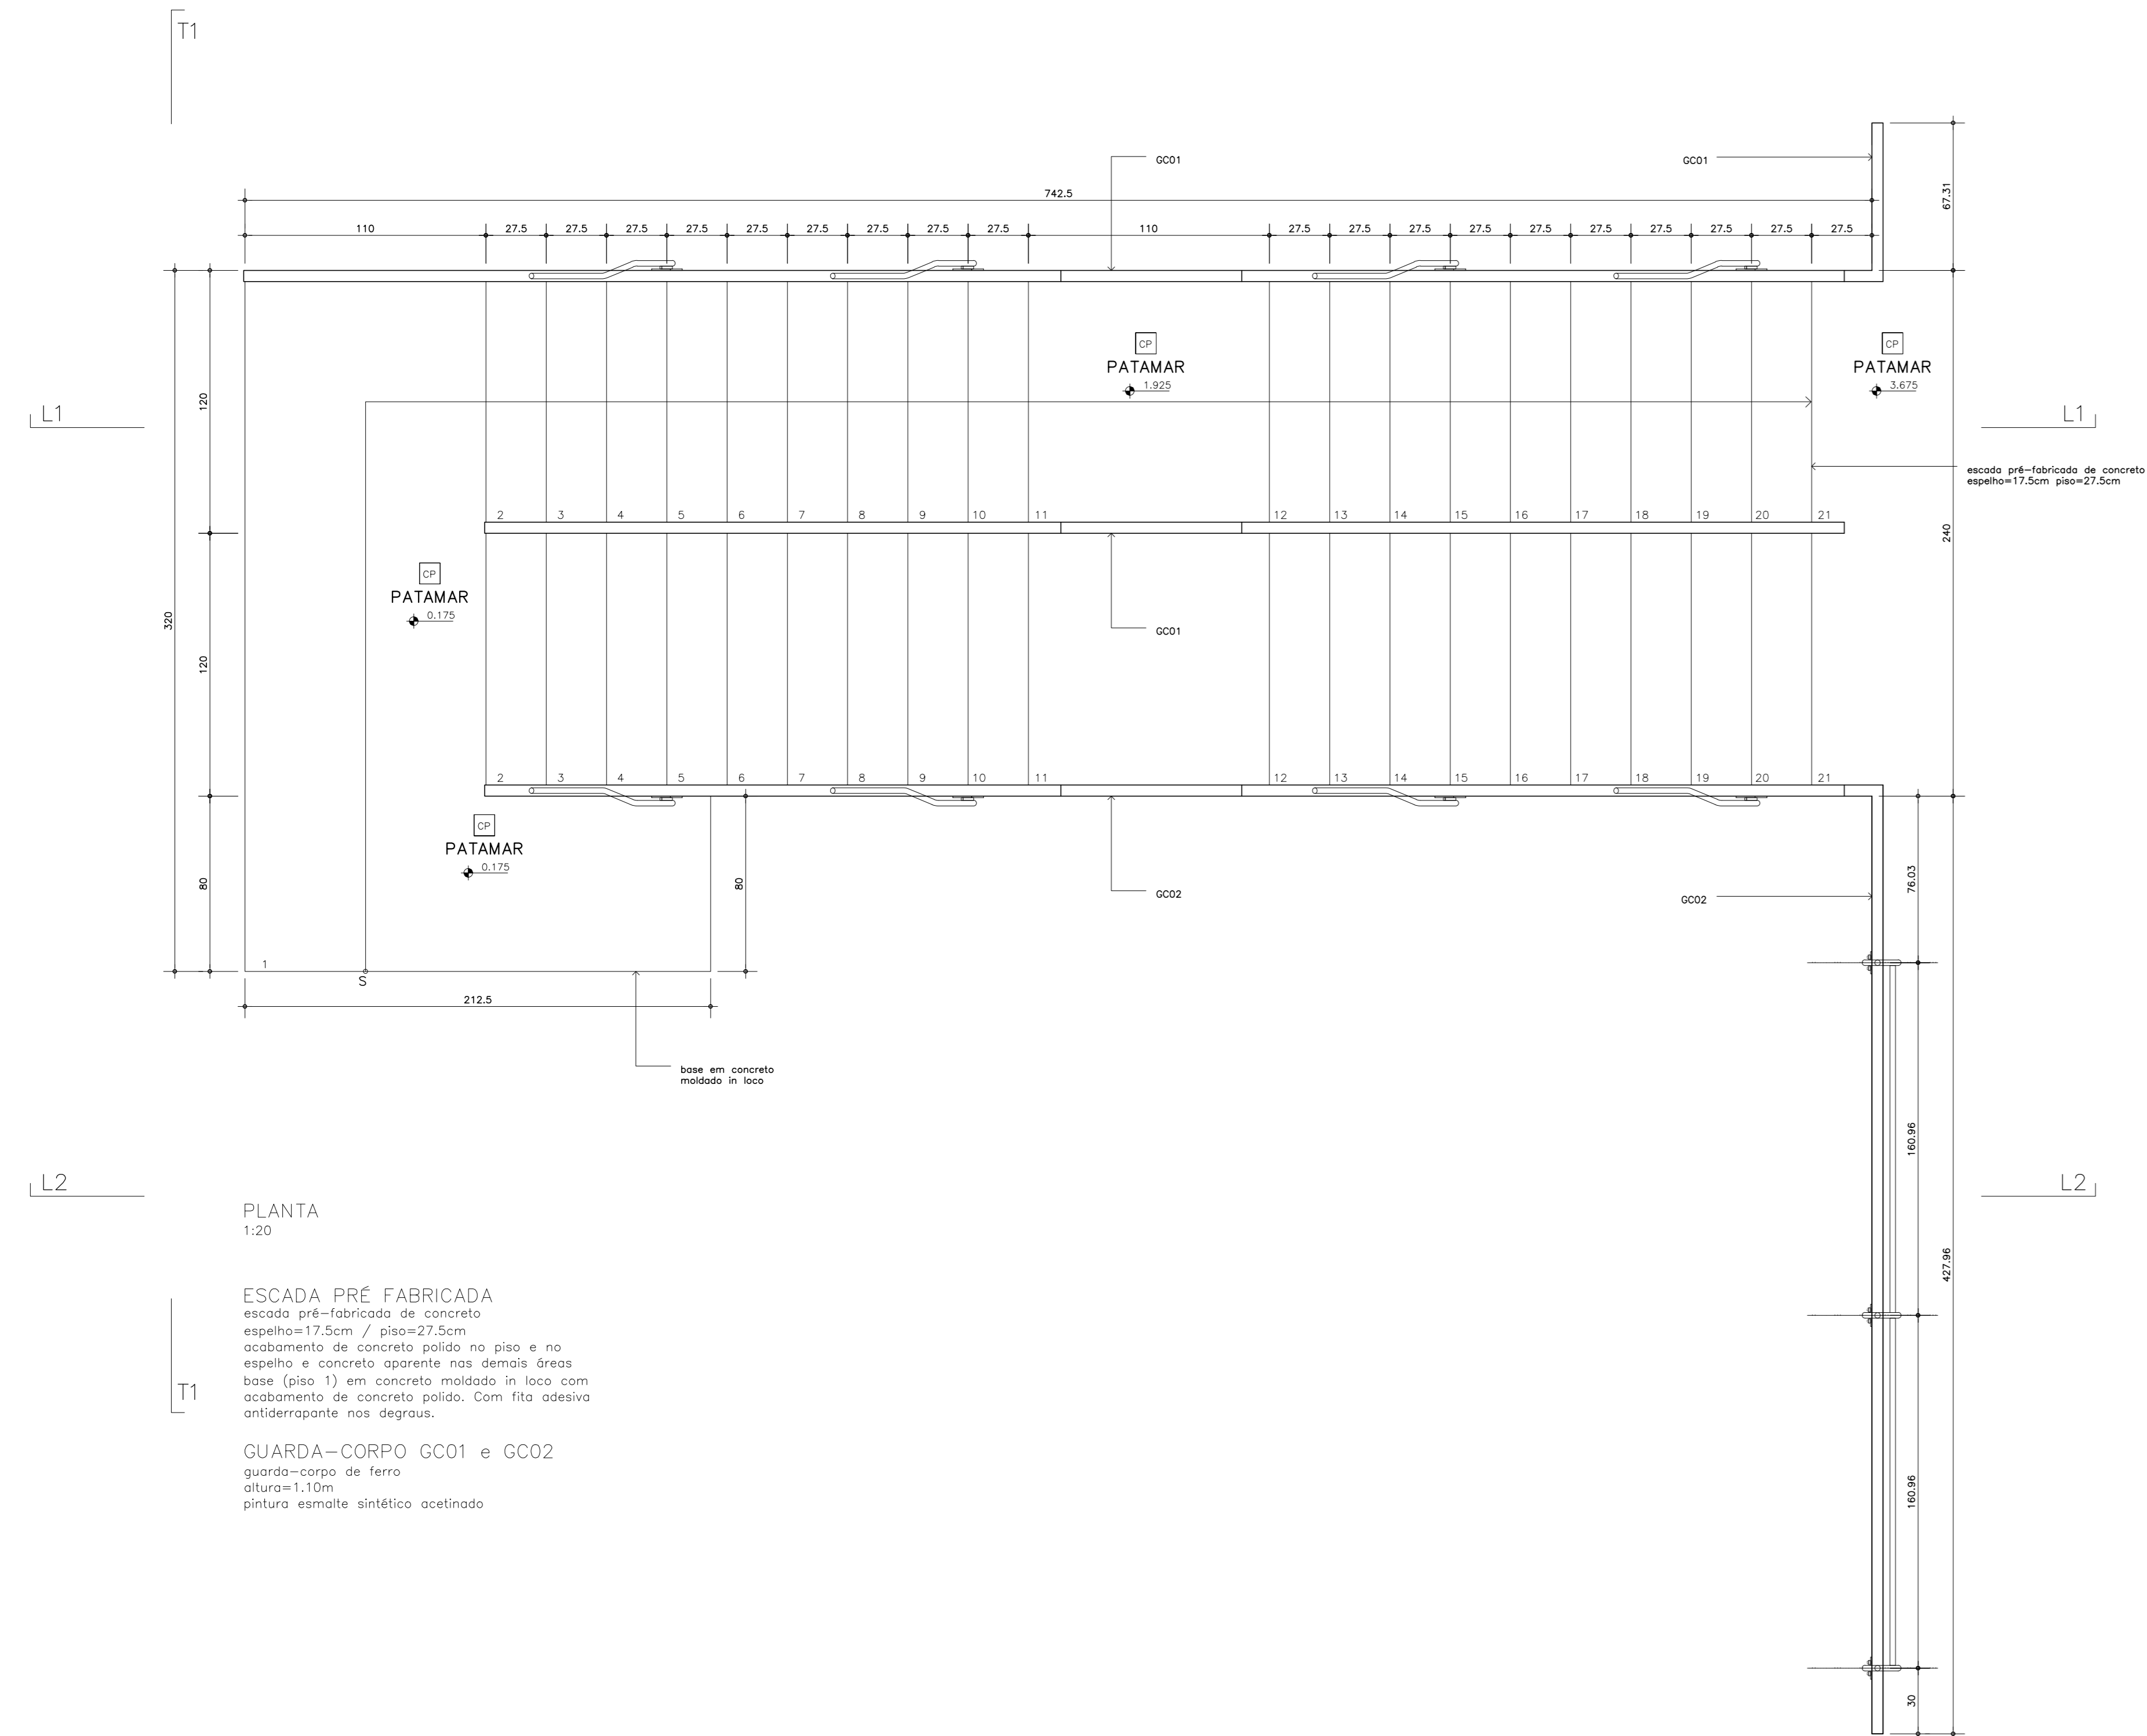 T1
GC01
GC01
742.5
67.31
110
27.5
27.5
27.5
27.5
27.5
27.5
27.5
27.5
27.5
110
27.5
27.5
27.5
27.5
27.5
27.5
27.5
27.5
27.5
27.5
CP
PATAMAR
1.925
CP
PATAMAR
3.675
120
L1
L1
escada pré-fabricada de concreto
espelho=17.5cm piso=27.5cm
2
3
4
5
6
7
8
9
10
11
12
13
14
15
16
17
18
19
20
21
240
CP
PATAMAR
0.175
320
120
GC01
2
3
4
5
6
7
8
9
10
11
12
13
14
15
16
17
18
19
20
21
CP
PATAMAR
0.175
80
80
GC02
GC02
76.03
1
S
212.5
base em concreto
moldado in loco
160.96
L2
L2
PLANTA
1:20
427.96
ESCADA PRÉ FABRICADA
escada pré-fabricada de concreto
espelho=17.5cm / piso=27.5cm
acabamento de concreto polido no piso e no
espelho e concreto aparente nas demais áreas
base (piso 1) em concreto moldado in loco com
acabamento de concreto polido. Com fita adesiva
antiderrapante nos degraus.
T1
GUARDA-CORPO GC01 e GC02
guarda-corpo de ferro
altura=1.10m
pintura esmalte sintético acetinado
160.96
30